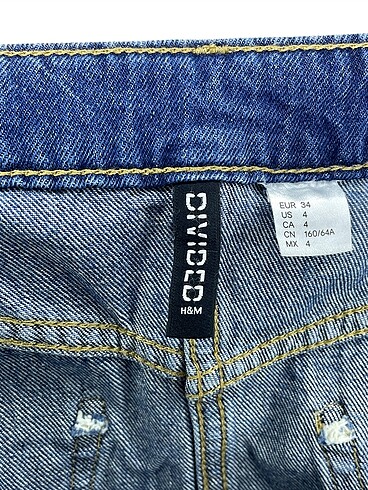 DIVIDED
H&M
EUR 34
US 4
CA 4
CN 160/64A
MX 4